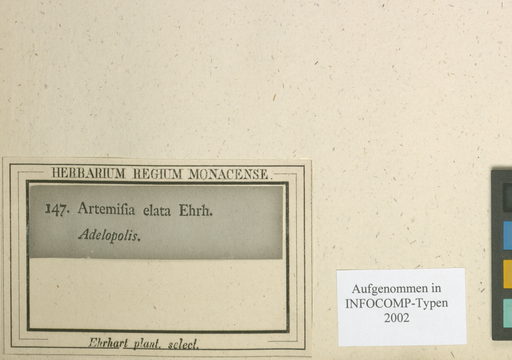 HERBARIUM REGIUM MONACENSE.
147. Artemiſia elata Ehrh.
Adelopolis.
Ehrhart plant. select.
Aufgenommen in
INFOCOMP-Typen
2002